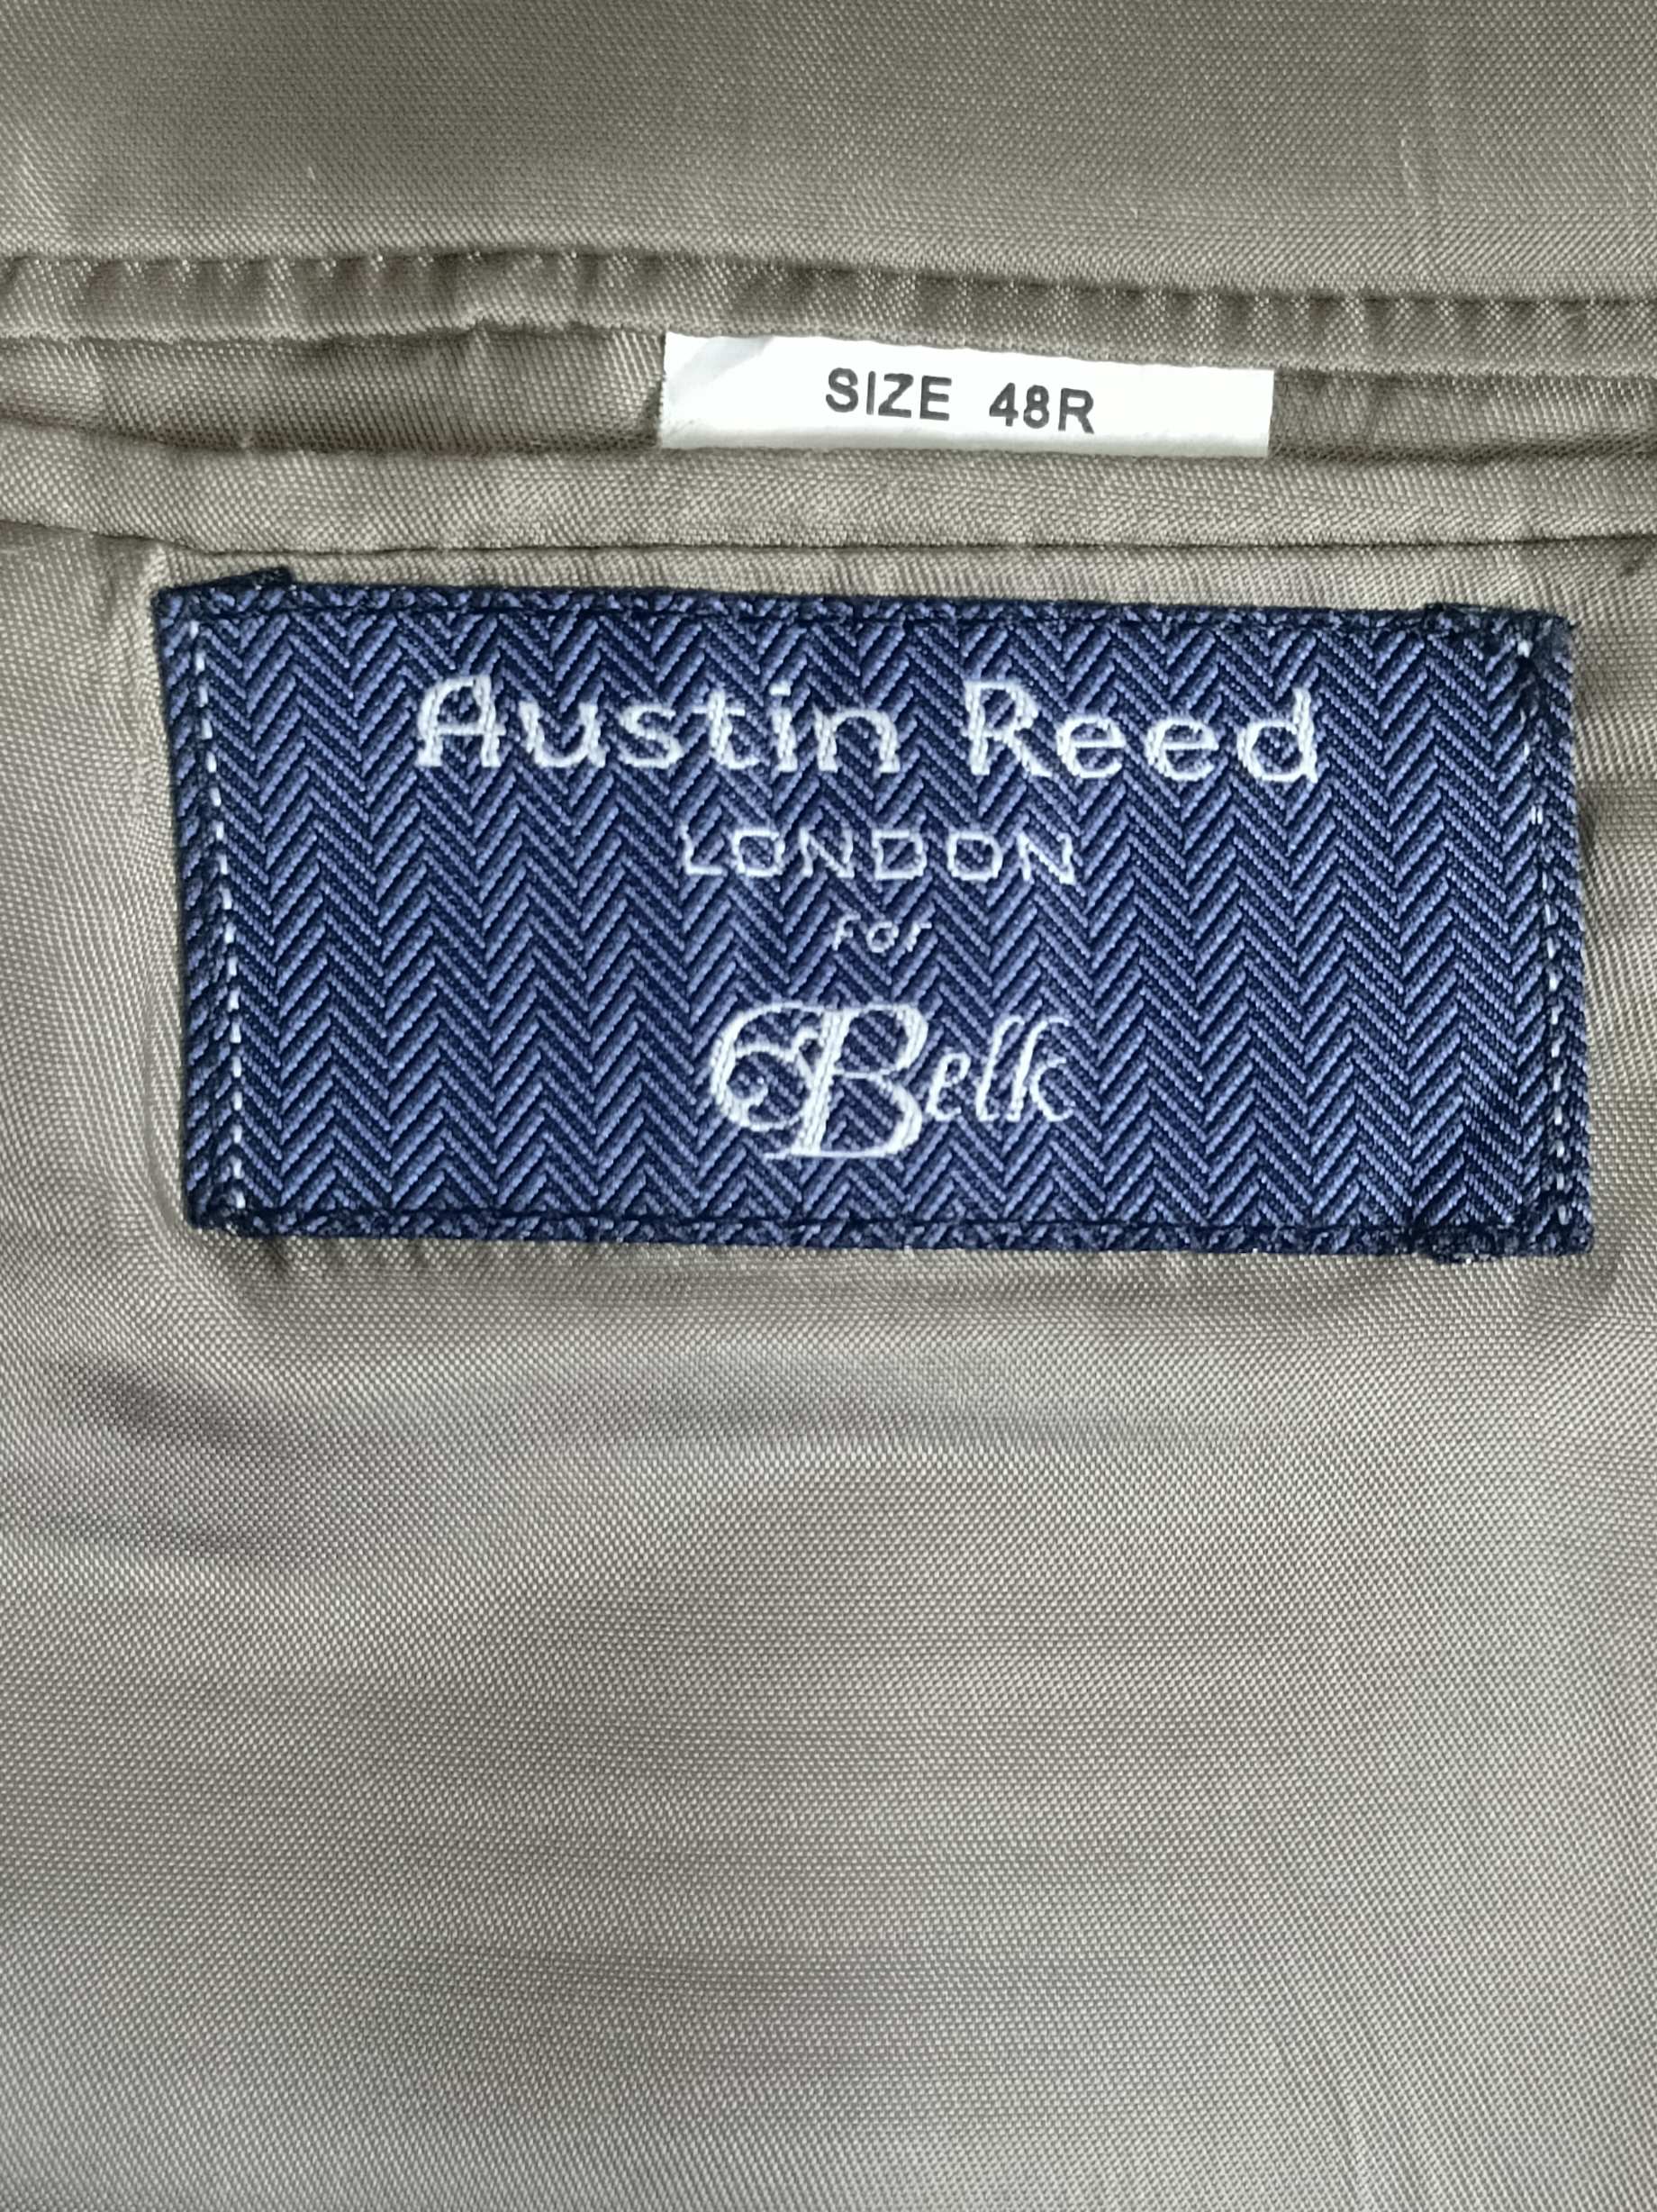 SIZE 48R
Austin Reed
LONDON
For
Belk